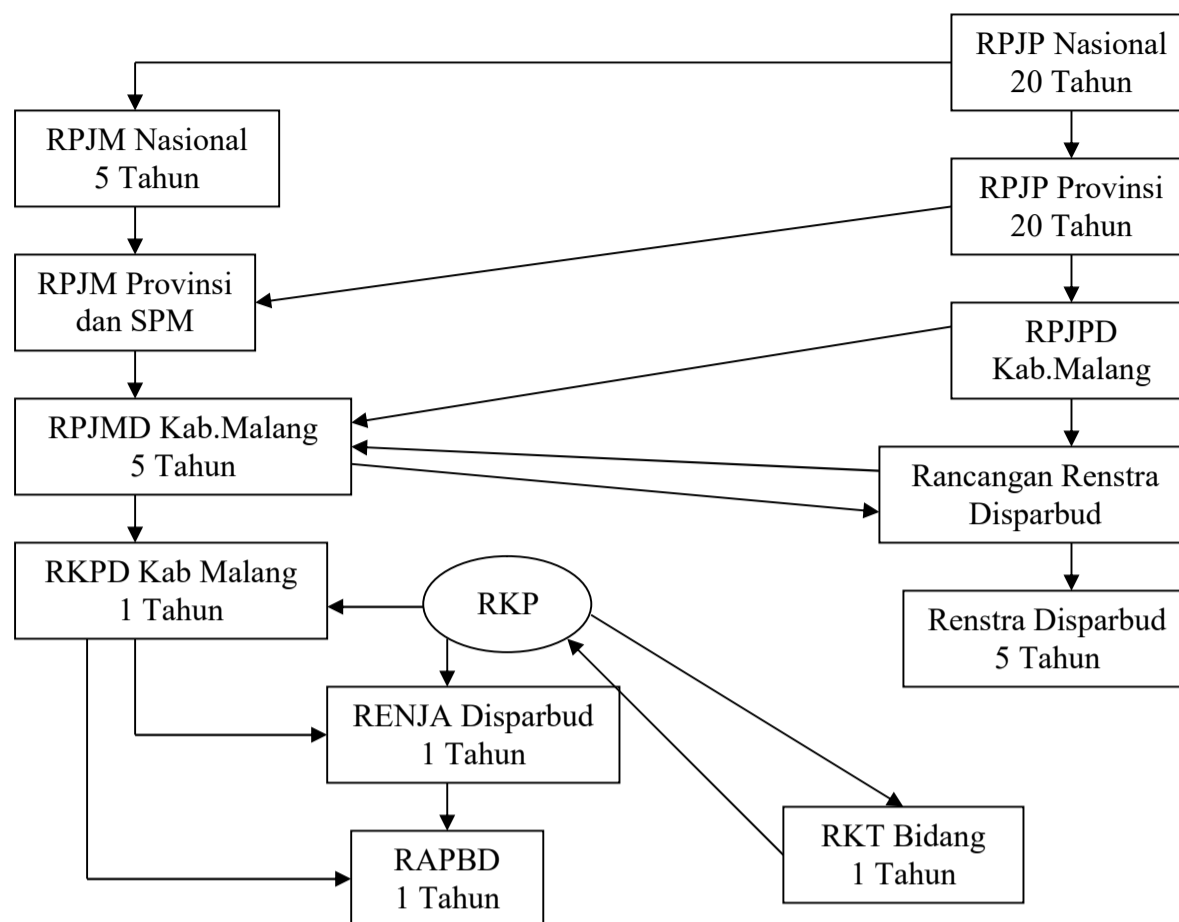 RPJP Nasional
20 Tahun
RPJM Nasional
5 Tahun
RPJP Provinsi
20 Tahun
RPJM Provinsi
dan SPM
RPJPD
Kab.Malang
RPJMD Kab.Malang
5 Tahun
Rancangan Renstra
Disparbud
RKPD Kab Malang
1 Tahun
RKP
Renstra Disparbud
5 Tahun
RENJA Disparbud
1 Tahun
RKT Bidang
1 Tahun
RAPBD
1 Tahun